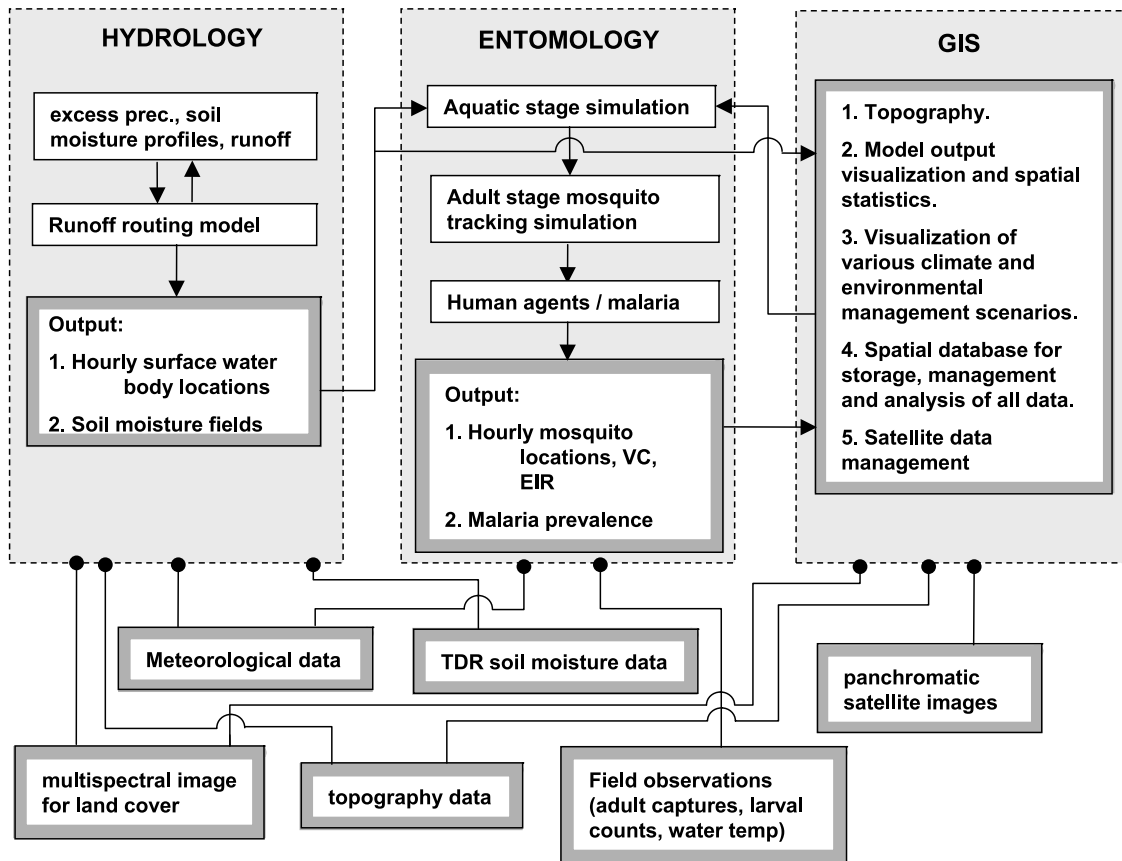 HYDROLOGY
excess prec., soil
moisture profiles, runoff
Runoff routing model
Output:
1. Hourly surface water
body locations
2. Soil moisture fields
ENTOMOLOGY
Aquatic stage simulation
Adult stage mosquito
tracking simulation
Human agents / malaria
Output:
1. Hourly mosquito
locations, VC,
EIR
2. Malaria prevalence
GIS
1. Topography.
2. Model output
visualization and spatial
statistics.
3. Visualization of
various climate and
environmental
management scenarios.
4. Spatial database for
storage, management
and analysis of all data.
5. Satellite data
management
Meteorological data
TDR soil moisture data
panchromatic
satellite images
multispectral image
for land cover
topography data
Field observations
(adult captures, larval
counts, water temp)